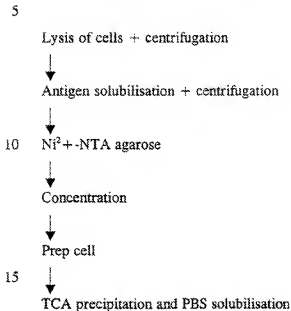 5
Lysis of cells + centrifugation
Antigen solubilisation + centrifugation
10 Ni²+-NTA agarose
Concentration
Prep cell
15
TCA precipitation and PBS solubilisation